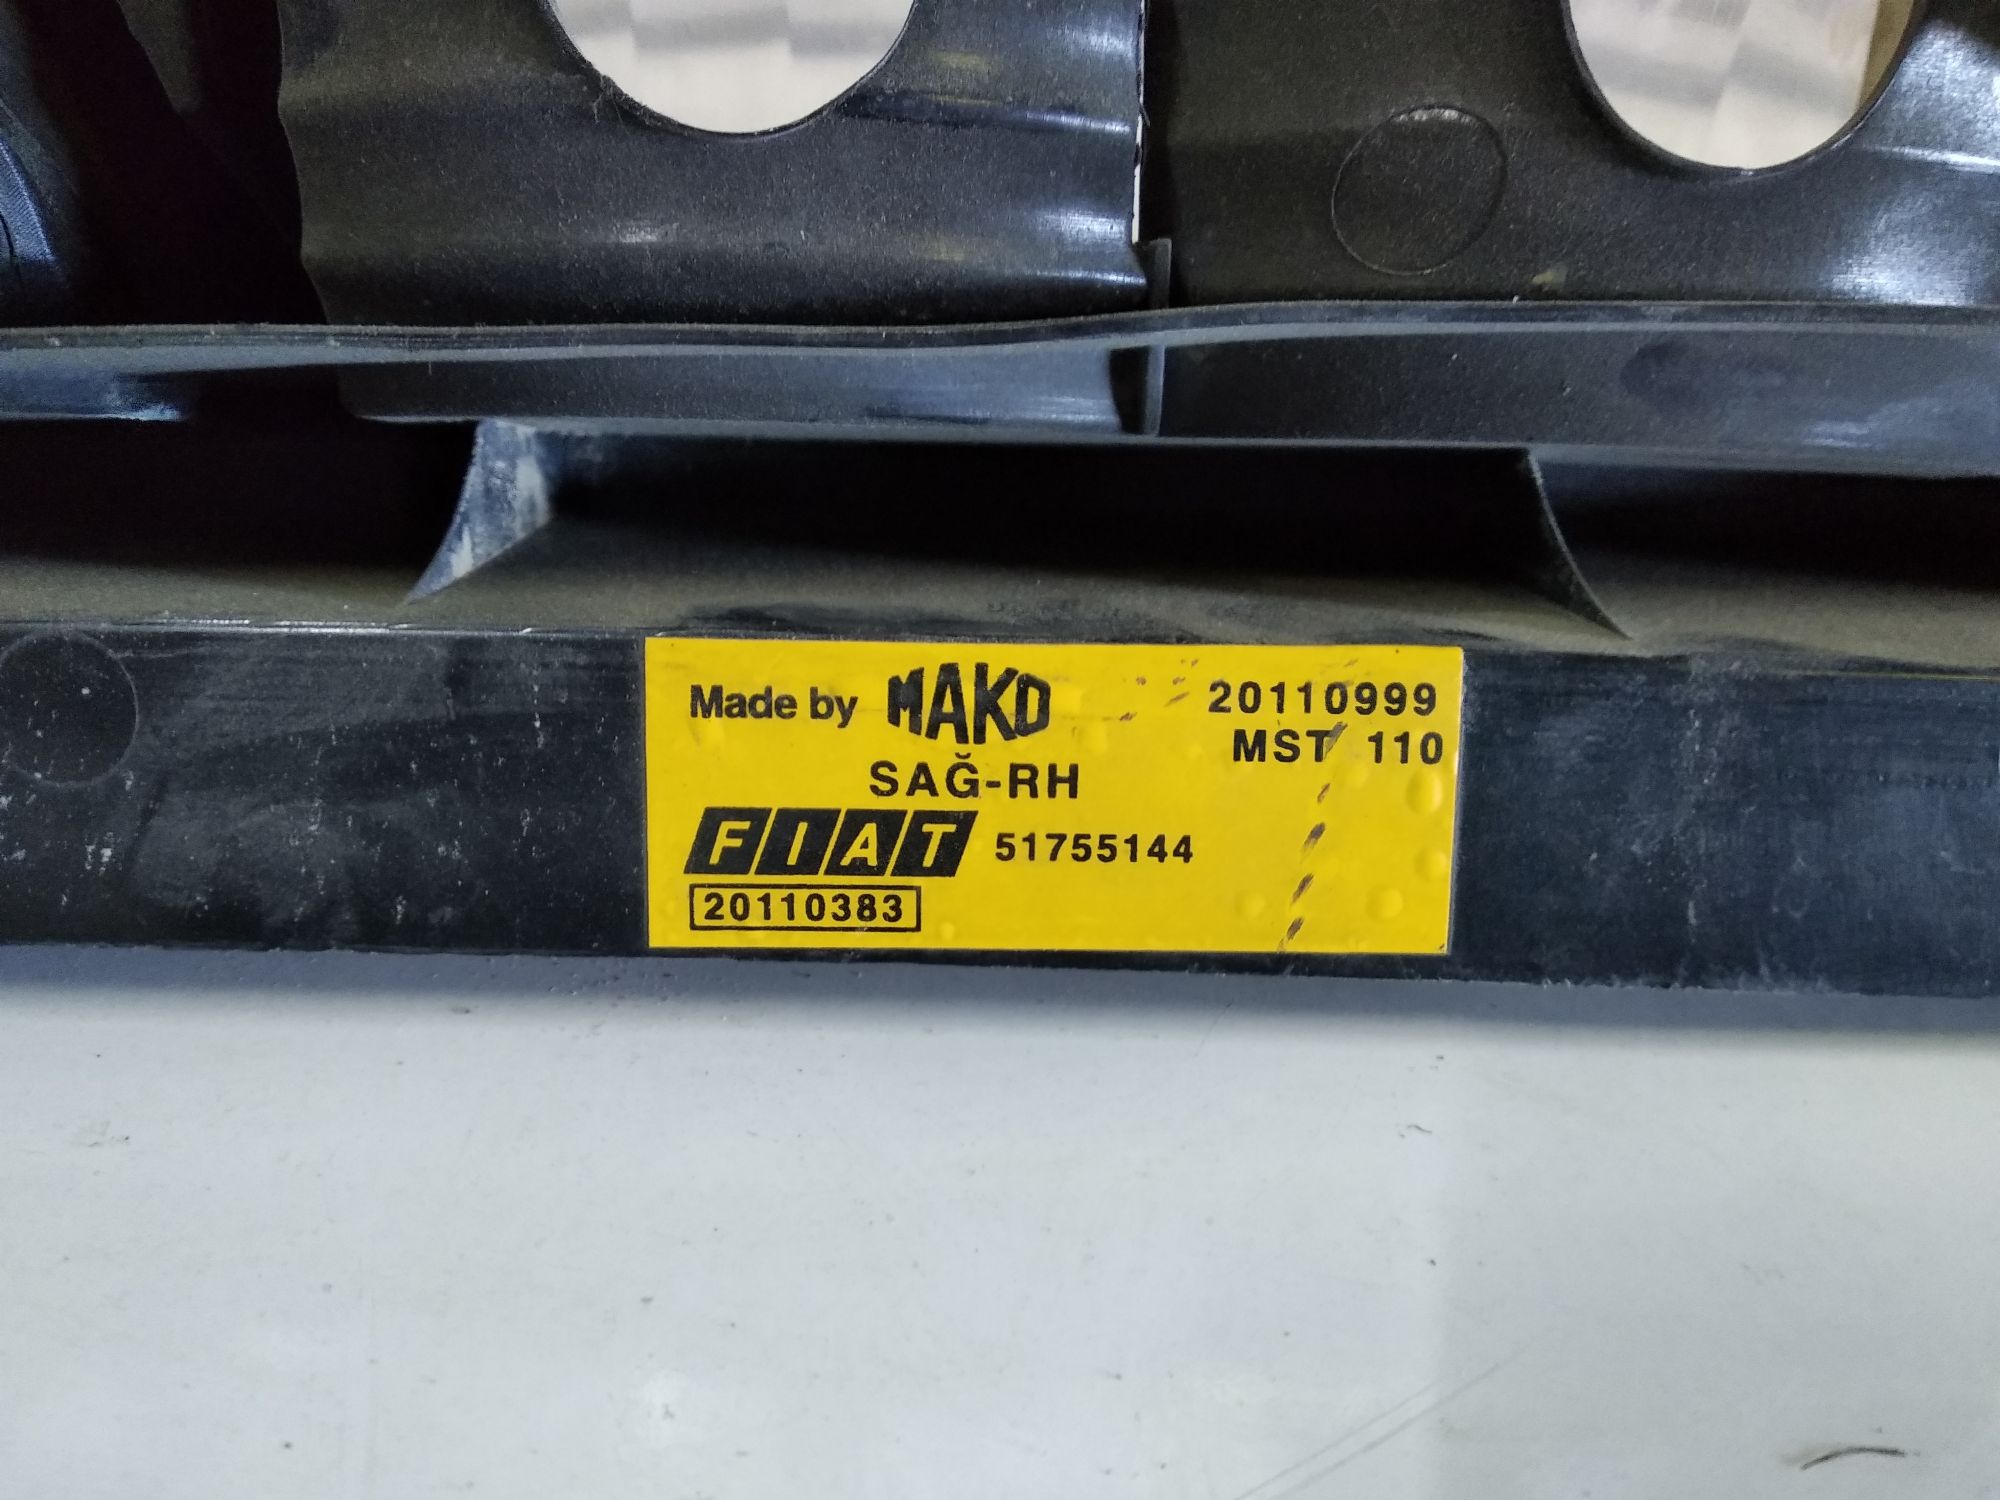 Made by MAKO 20110999
MST 110
SAĞ-RH
FIAT 51755144
20110383